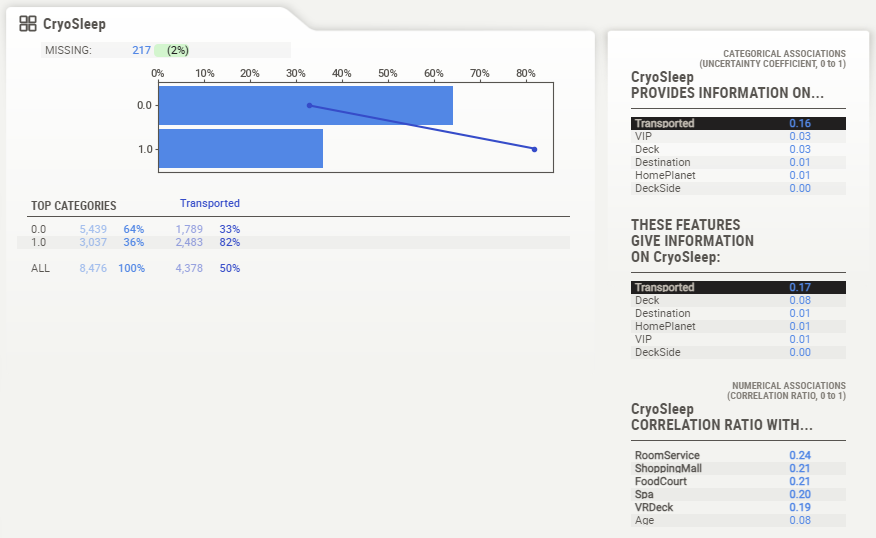 CryoSleep
MISSING: 217 (2%)
0% 10% 20% 30% 40% 50% 60% 70% 80%
0.0
1.0
TOP CATEGORIES Transported
0.0 5,439 64% 1,789 33%
1.0 3,037 36% 2,483 82%
ALL 8,476 100% 4,378 50%
CATEGORICAL ASSOCIATIONS
(UNCERTAINTY COEFFICIENT, 0 to 1)
CryoSleep
PROVIDES INFORMATION ON...
Transported 0.16
VIP 0.03
Deck 0.03
Destination 0.01
HomePlanet 0.01
DeckSide 0.00
THESE FEATURES
GIVE INFORMATION
ON CryoSleep:
Transported 0.17
Deck 0.08
Destination 0.01
HomePlanet 0.01
VIP 0.01
DeckSide 0.00
NUMERICAL ASSOCIATIONS
(CORRELATION RATIO, 0 to 1)
CryoSleep
CORRELATION RATIO WITH...
RoomService 0.24
ShoppingMall 0.21
FoodCourt 0.21
Spa 0.20
VRDeck 0.19
Age 0.08